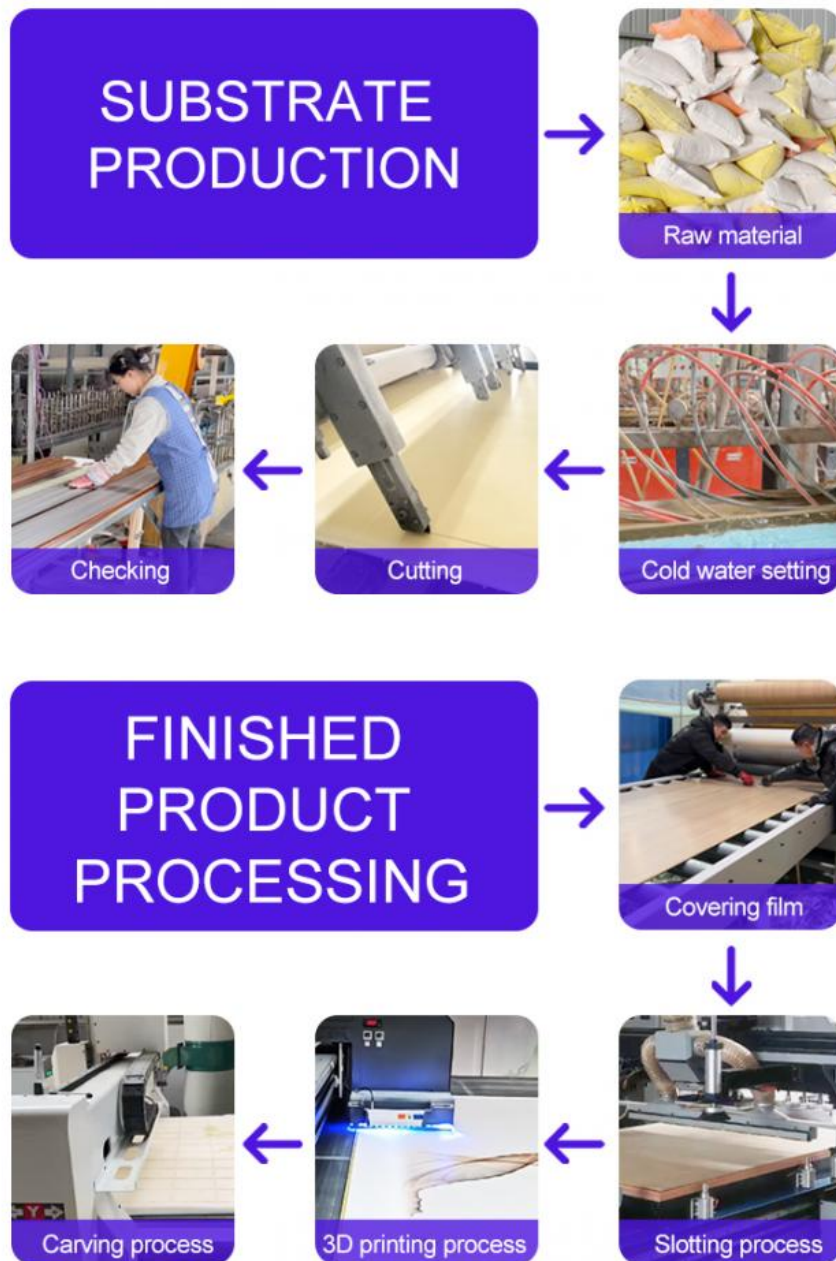 SUBSTRATE
PRODUCTION
Raw material
Cold water setting
Cutting
Checking
FINISHED
PRODUCT
PROCESSING
Covering film
Slotting process
3D printing process
Carving process
Y